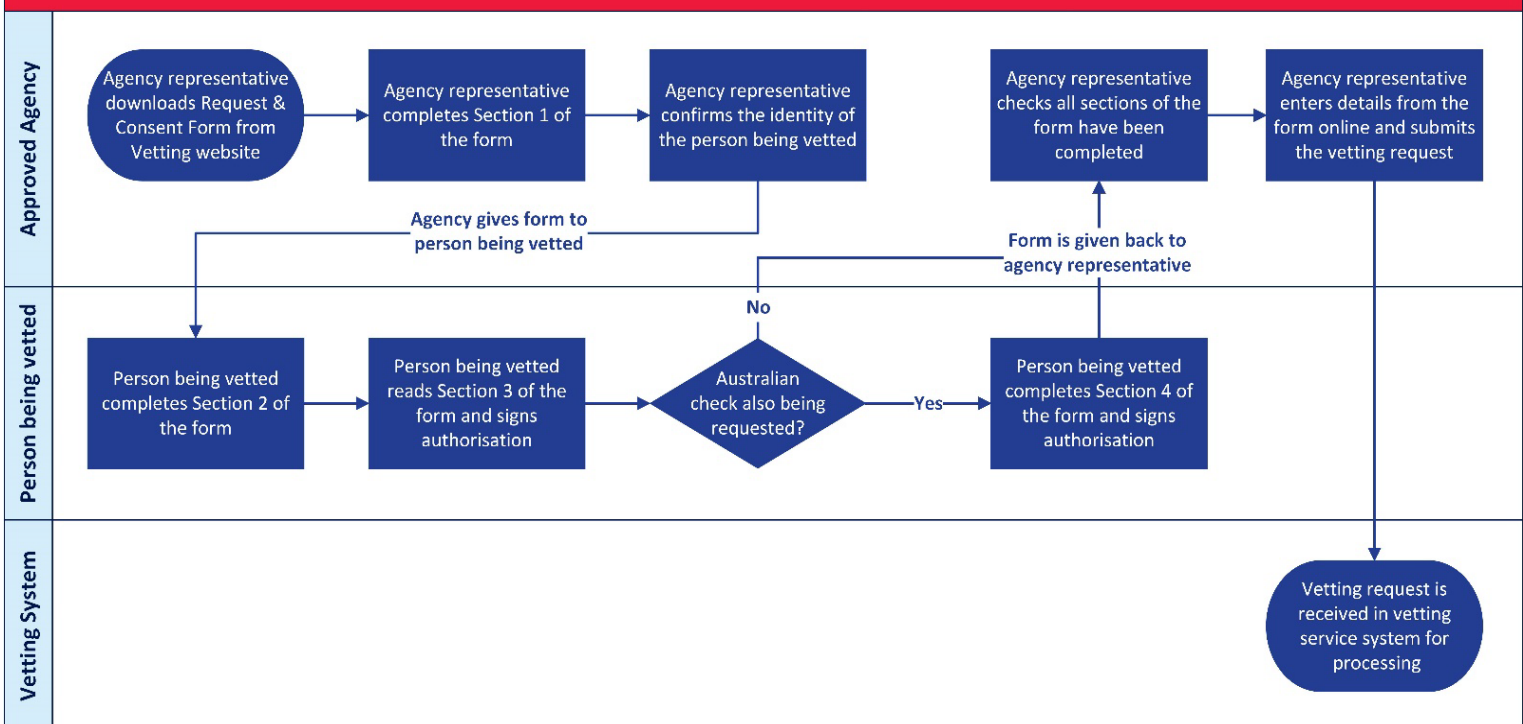 Approved Agency
Agency representative
downloads Request &
Consent Form from
Vetting website
Agency representative
completes Section 1 of
the form
Agency representative
confirms the identity of
the person being vetted
Agency representative
checks all sections of the
form have been
completed
Agency representative
enters details from the
form online and submits
the vetting request
Agency gives form to
person being vetted
Form is given back to
agency representative
Person being vetted
No
Person being vetted
completes Section 2 of
the form
Person being vetted
reads Section 3 of the
form and signs
authorisation
Australian
check also being
requested?
Yes
Person being vetted
completes Section 4 of
the form and signs
authorisation
Vetting System
Vetting request is
received in vetting
service system for
processing